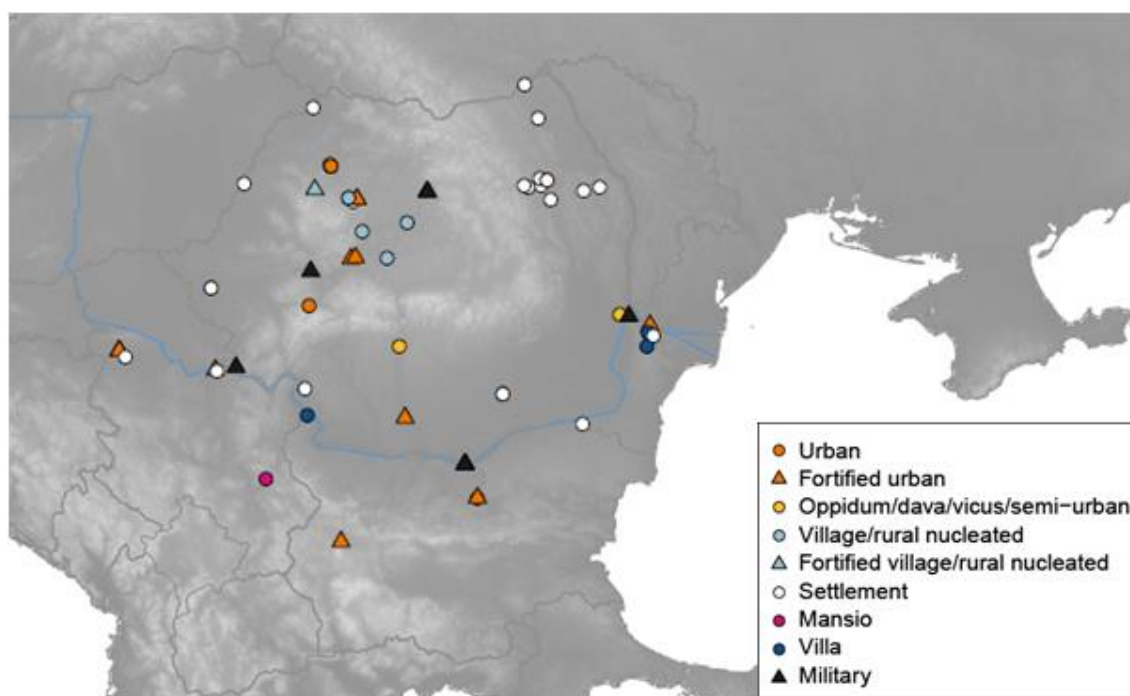 Urban
Fortified urban
Oppidum/dava/vicus/semi−urban
Village/rural nucleated
Fortified village/rural nucleated
Settlement
Mansio
Villa
Military